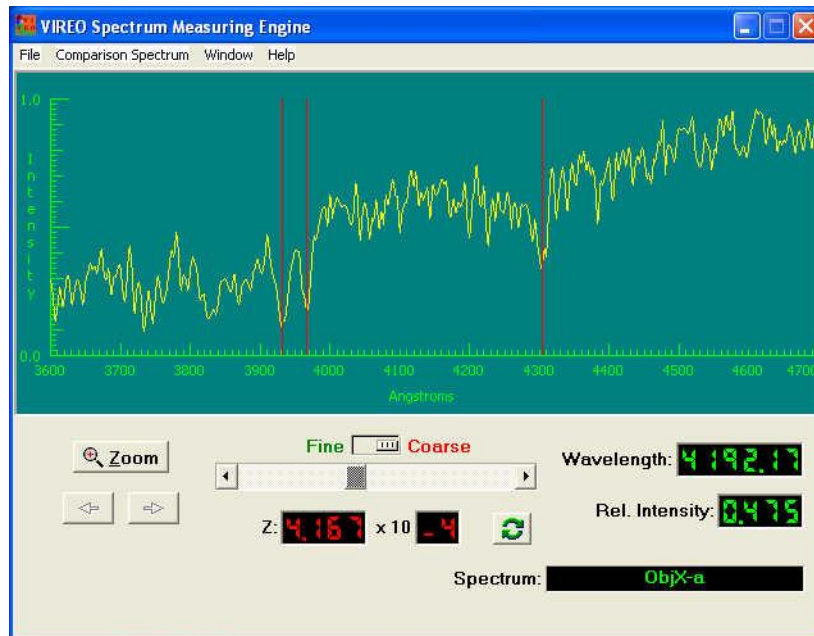 VIREO Spectrum Measuring Engine
File Comparison Spectrum Window Help
1.0
Intensity
0.0
3600 3700 3800 3900 4000 4100 4200 4300 4400 4500 4600 4700
Angstroms
Zoom
Fine Coarse
Wavelength: 4192.17
Z: 4.167 x 10 -4
Rel. Intensity: 0.475
Spectrum: ObjX-a